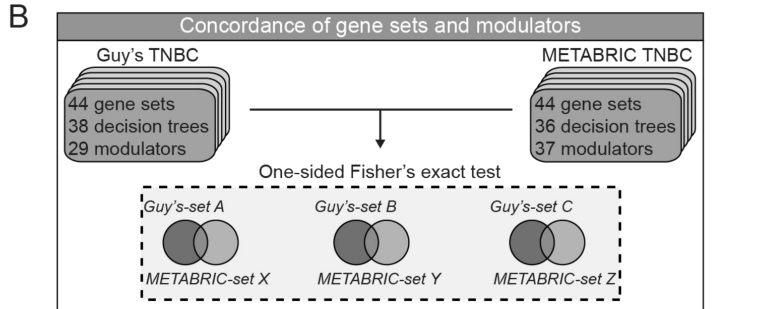 B
Concordance of gene sets and modulators
Guy's TNBC
METABRIC TNBC
44 gene sets
38 decision trees
29 modulators
44 gene sets
36 decision trees
37 modulators
One-sided Fisher's exact test
Guy's-set A
Guy's-set B
Guy's-set C
METABRIC-set X
METABRIC-set Y
METABRIC-set Z